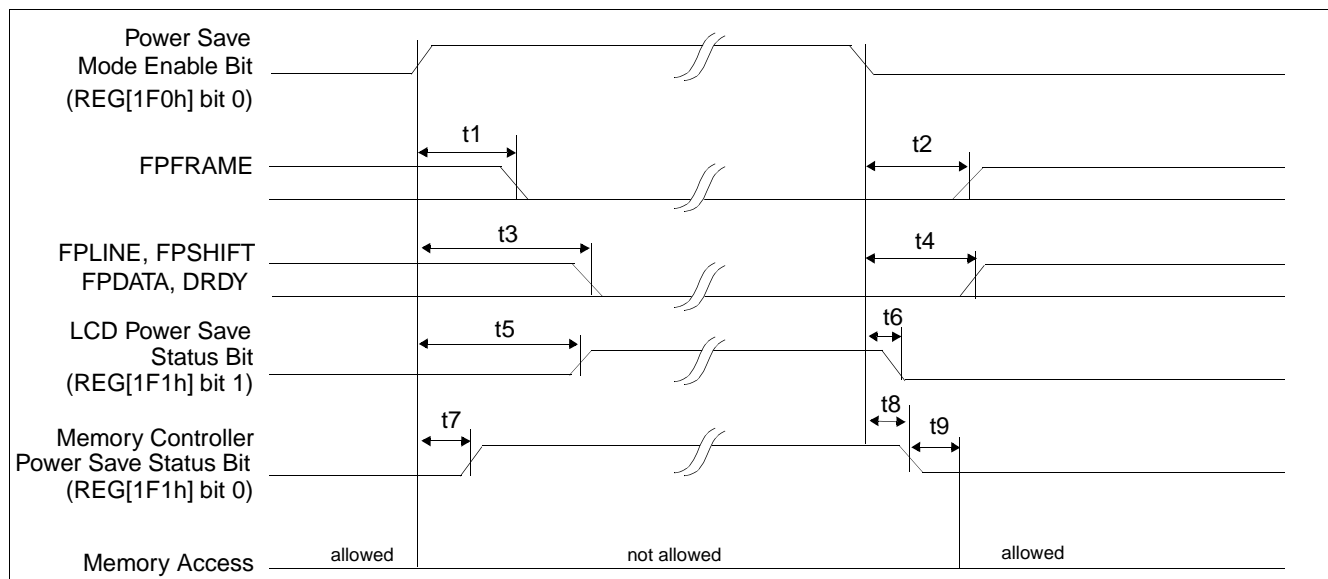 Power Save
Mode Enable Bit
(REG[1F0h] bit 0)
t1
t2
FPFRAME
t3
t4
FPLINE, FPSHIFT
FPDATA, DRDY
LCD Power Save
Status Bit
(REG[1F1h] bit 1)
t5
t6
t7
t8
t9
Memory Controller
Power Save Status Bit
(REG[1F1h] bit 0)
Memory Access
allowed
not allowed
allowed